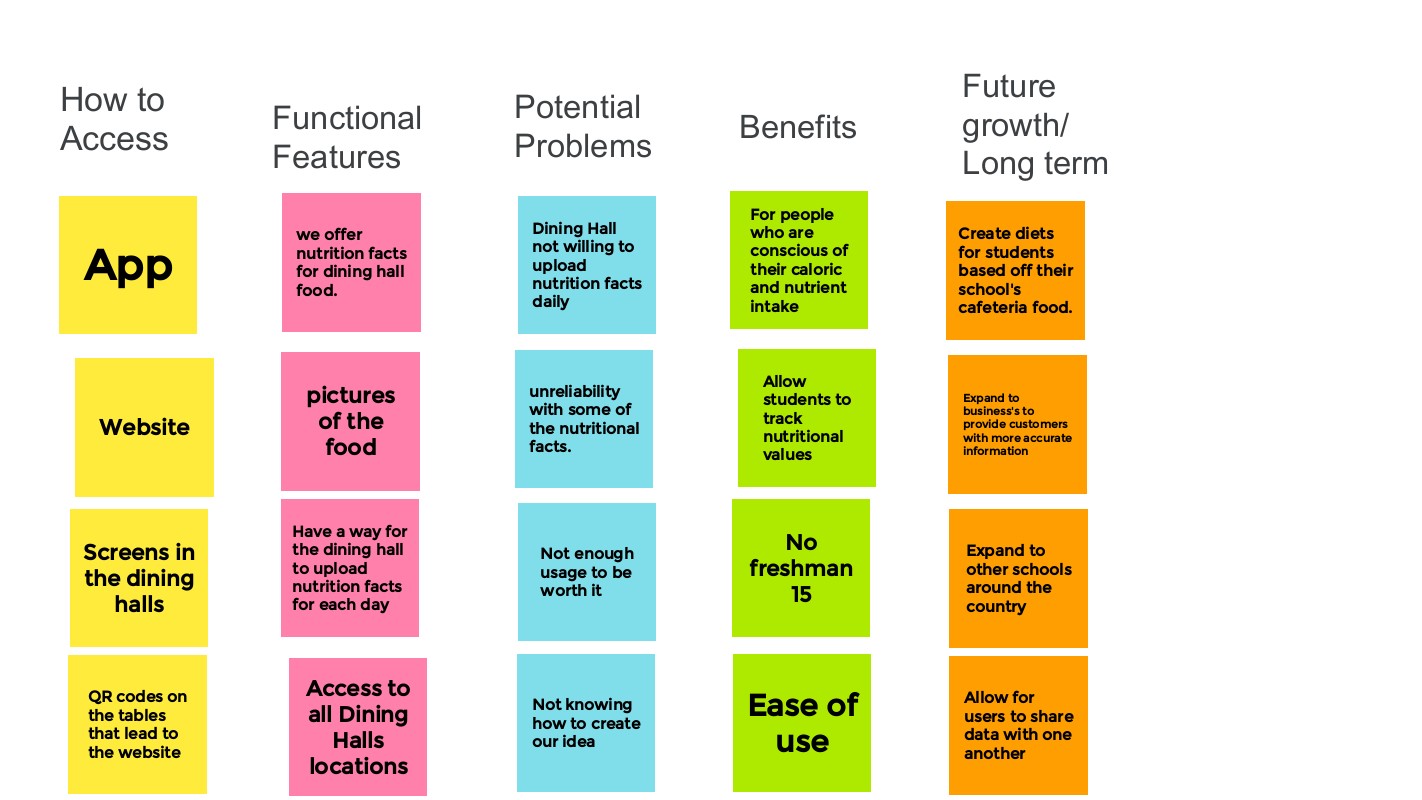 How to
Access
App
Website
Screens in
the dining
halls
QR codes on
the tables
that lead to
the website
Functional
Features
we offer
nutrition facts
for dining hall
food.
pictures
of the
food
Have a way for
the dining hall
to upload
nutrition facts
for each day
Access to
all Dining
Halls
locations
Potential
Problems
Dining Hall
not willing to
upload
nutrition facts
daily
unreliability
with some of
the nutritional
facts.
Not enough
usage to be
worth it
Not knowing
how to create
our idea
Benefits
For people
who are
conscious of
their caloric
and nutrient
intake
Allow
students to
track
nutritional
values
No
freshman
15
Ease of
use
Future
growth/
Long term
Create diets
for students
based off their
school's
cafeteria food.
Expand to
business's to
provide customers
with more accurate
information
Expand to
other schools
around the
country
Allow for
users to share
data with one
another